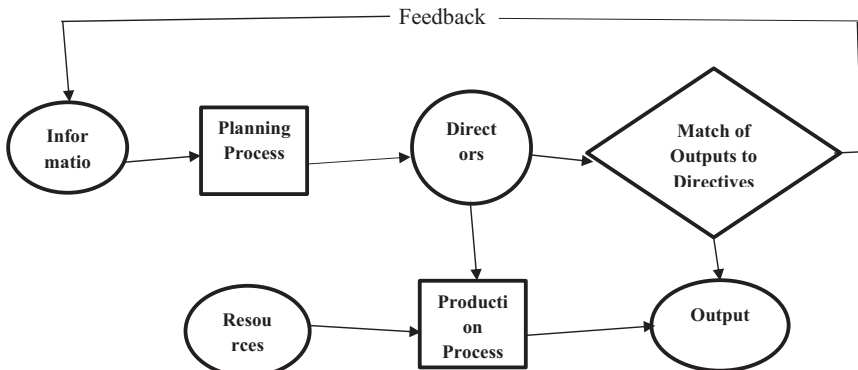 Feedback
Infor
matio
Planning
Process
Direct
ors
Match of
Outputs to
Directives
Resou
rces
Producti
on
Process
Output